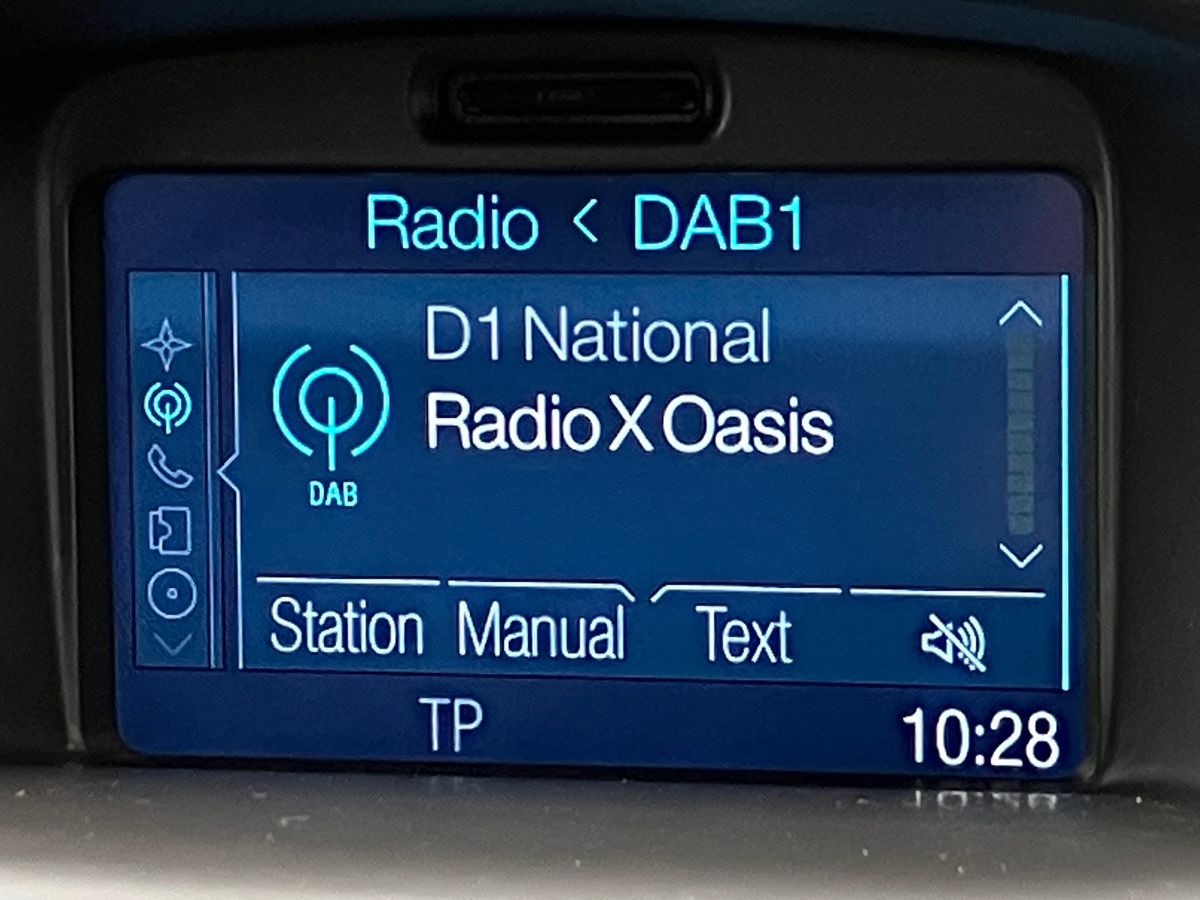 Radio < DAB1
D1 National
Radio X Oasis
DAB
Station Manual Text
TP 10:28